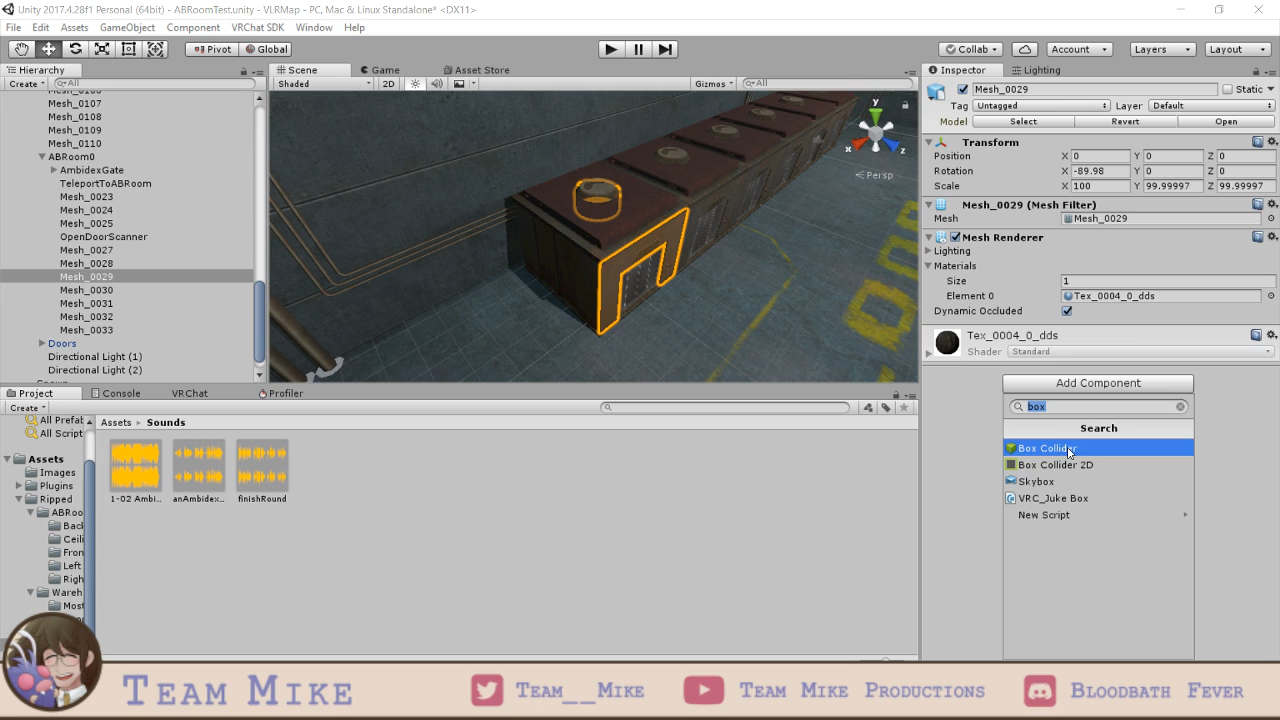 Unity 2017.4.28f1 Personal (64bit) - ABRoomTest.unity - VLRMap - PC, Mac & Linux Standalone* <DX11>
File Edit Assets GameObject Component VRChat SDK Window Help
Pivot Global Collab Account Layers Layout
Hierarchy
Create All
Mesh_0106
Mesh_0107
Mesh_0108
Mesh_0109
Mesh_0110
ABRoom0
AmbidexGate
TeleportToABRoom
Mesh_0023
Mesh_0024
Mesh_0025
OpenDoorScanner
Mesh_0027
Mesh_0028
Mesh_0029
Mesh_0030
Mesh_0031
Mesh_0032
Mesh_0033
Doors
Directional Light (1)
Directional Light (2)
Scene Game Asset Store
Shaded 2D Gizmos All
y
x z
Persp
Inspector Lighting
Mesh_0029 Static
Tag Untagged Layer Default
Model Select Revert Open
Transform
Position X 0 Y 0 Z 0
Rotation X -89.98 Y 0 Z 0
Scale X 100 Y 99.99997 Z 99.99997
Mesh_0029 (Mesh Filter)
Mesh Mesh_0029
Mesh Renderer
Lighting
Materials
Size 1
Element 0 Tex_0004_0_dds
Dynamic Occluded
Tex_0004_0_dds
Shader Standard
Add Component
box
Search
Box Collider
Box Collider 2D
Skybox
VRC_Juke Box
New Script
Project Console VRChat Profiler
Create
All Prefab
All Script
Assets
Images
Plugins
Ripped
ABRoo
Back
Ceili
Fron
Left
Righ
Wareh
Most
Assets Sounds
1-02 Ambi... anAmbidex... finishRound
Team Mike Team__Mike Team Mike Productions Bloodbath Fever